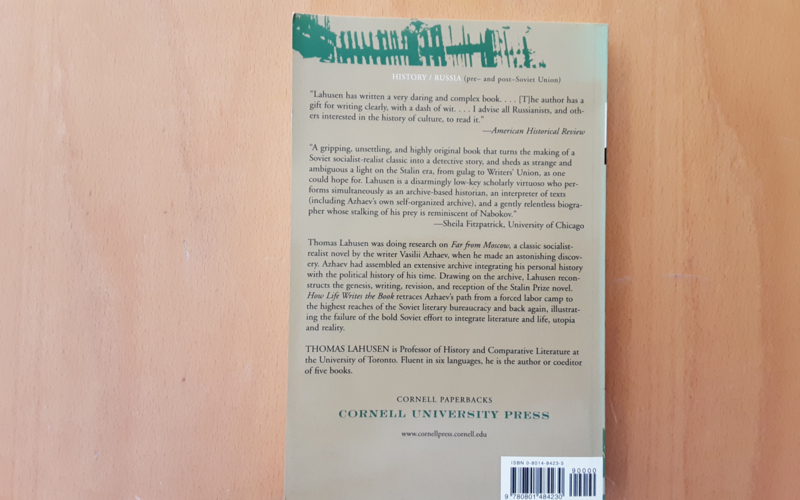 HISTORY / RUSSIA (pre– and post–Soviet Union)
"Lahusen has written a very daring and complex book. . . . [T]he author has a
gift for writing clearly, with a dash of wit. . . . I advise all Russianists, and oth-
ers interested in the history of culture, to read it."
—American Historical Review
"A gripping, unsettling, and highly original book that turns the making of a
Soviet socialist-realist classic into a detective story, and sheds as strange and
ambiguous a light on the Stalin era, from gulag to Writers' Union, as one
could hope for. Lahusen is a disarmingly low-key scholarly virtuoso who per-
forms simultaneously as an archive-based historian, an interpreter of texts
(including Azhaev's own self-organized archive), and a gently relentless biogra-
pher whose stalking of his prey is reminiscent of Nabokov."
—Sheila Fitzpatrick, University of Chicago
Thomas Lahusen was doing research on Far from Moscow, a classic socialist-
realist novel by the writer Vasilii Azhaev, when he made an astonishing discov-
ery. Azhaev had assembled an extensive archive integrating his personal history
with the political history of his time. Drawing on the archive, Lahusen recon-
structs the genesis, writing, revision, and reception of the Stalin Prize novel.
How Life Writes the Book retraces Azhaev's path from a forced labor camp to
the highest reaches of the Soviet literary bureaucracy and back again, illustrat-
ing the failure of the bold Soviet effort to integrate literature and life, utopia
and reality.
THOMAS LAHUSEN is Professor of History and Comparative Literature at
the University of Toronto. Fluent in six languages, he is the author or coeditor
of five books.
CORNELL PAPERBACKS
CORNELL UNIVERSITY PRESS
www.cornellpress.cornell.edu
ISBN 0-8014-8423-3
90000
9 780801 484230